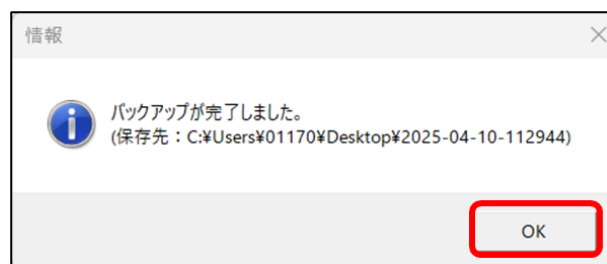 情報
バックアップが完了しました。
(保存先：C:¥Users¥01170¥Desktop¥2025-04-10-112944)
OK